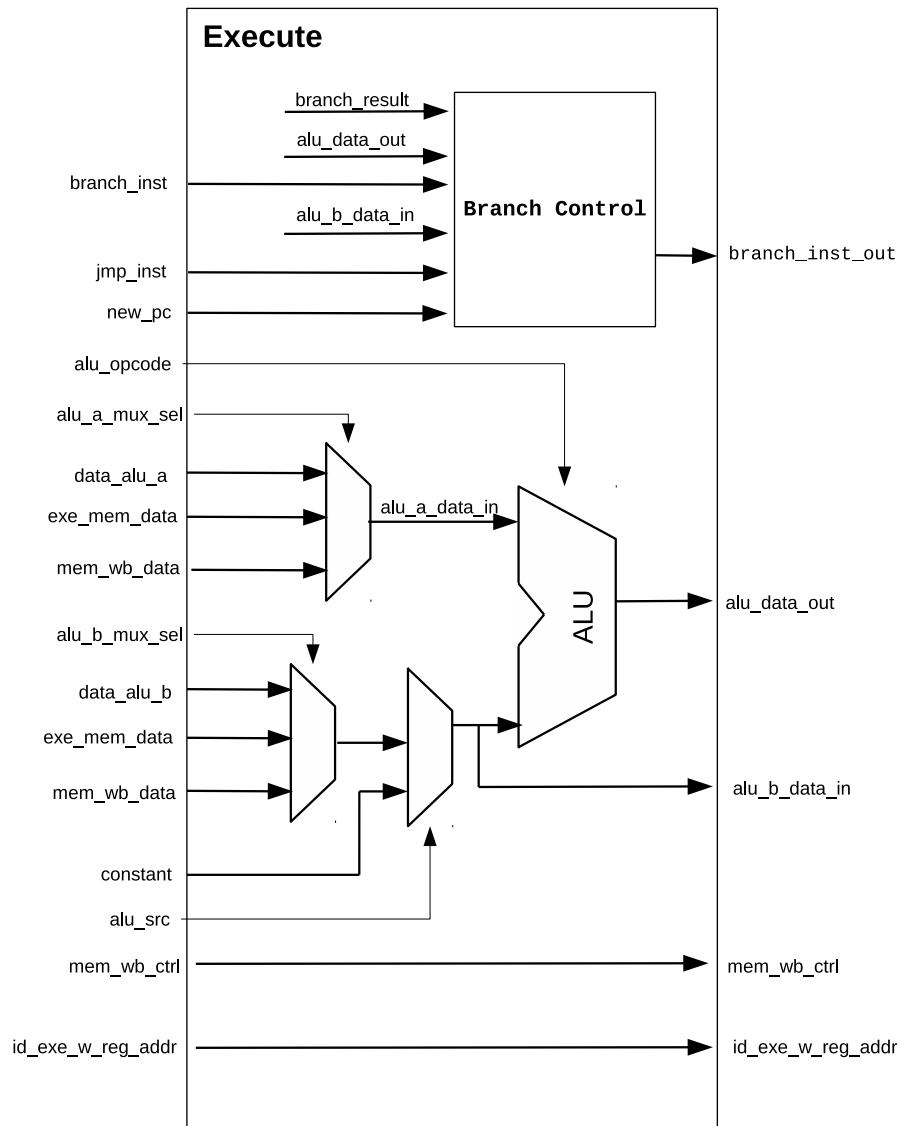 Execute
branch_result
alu_data_out
branch_inst
alu_b_data_in
Branch Control
branch_inst_out
jmp_inst
new_pc
alu_opcode
alu_a_mux_sel
data_alu_a
exe_mem_data
alu_a_data_in
mem_wb_data
ALU
alu_data_out
alu_b_mux_sel
data_alu_b
exe_mem_data
mem_wb_data
alu_b_data_in
constant
alu_src
mem_wb_ctrl
mem_wb_ctrl
id_exe_w_reg_addr
id_exe_w_reg_addr